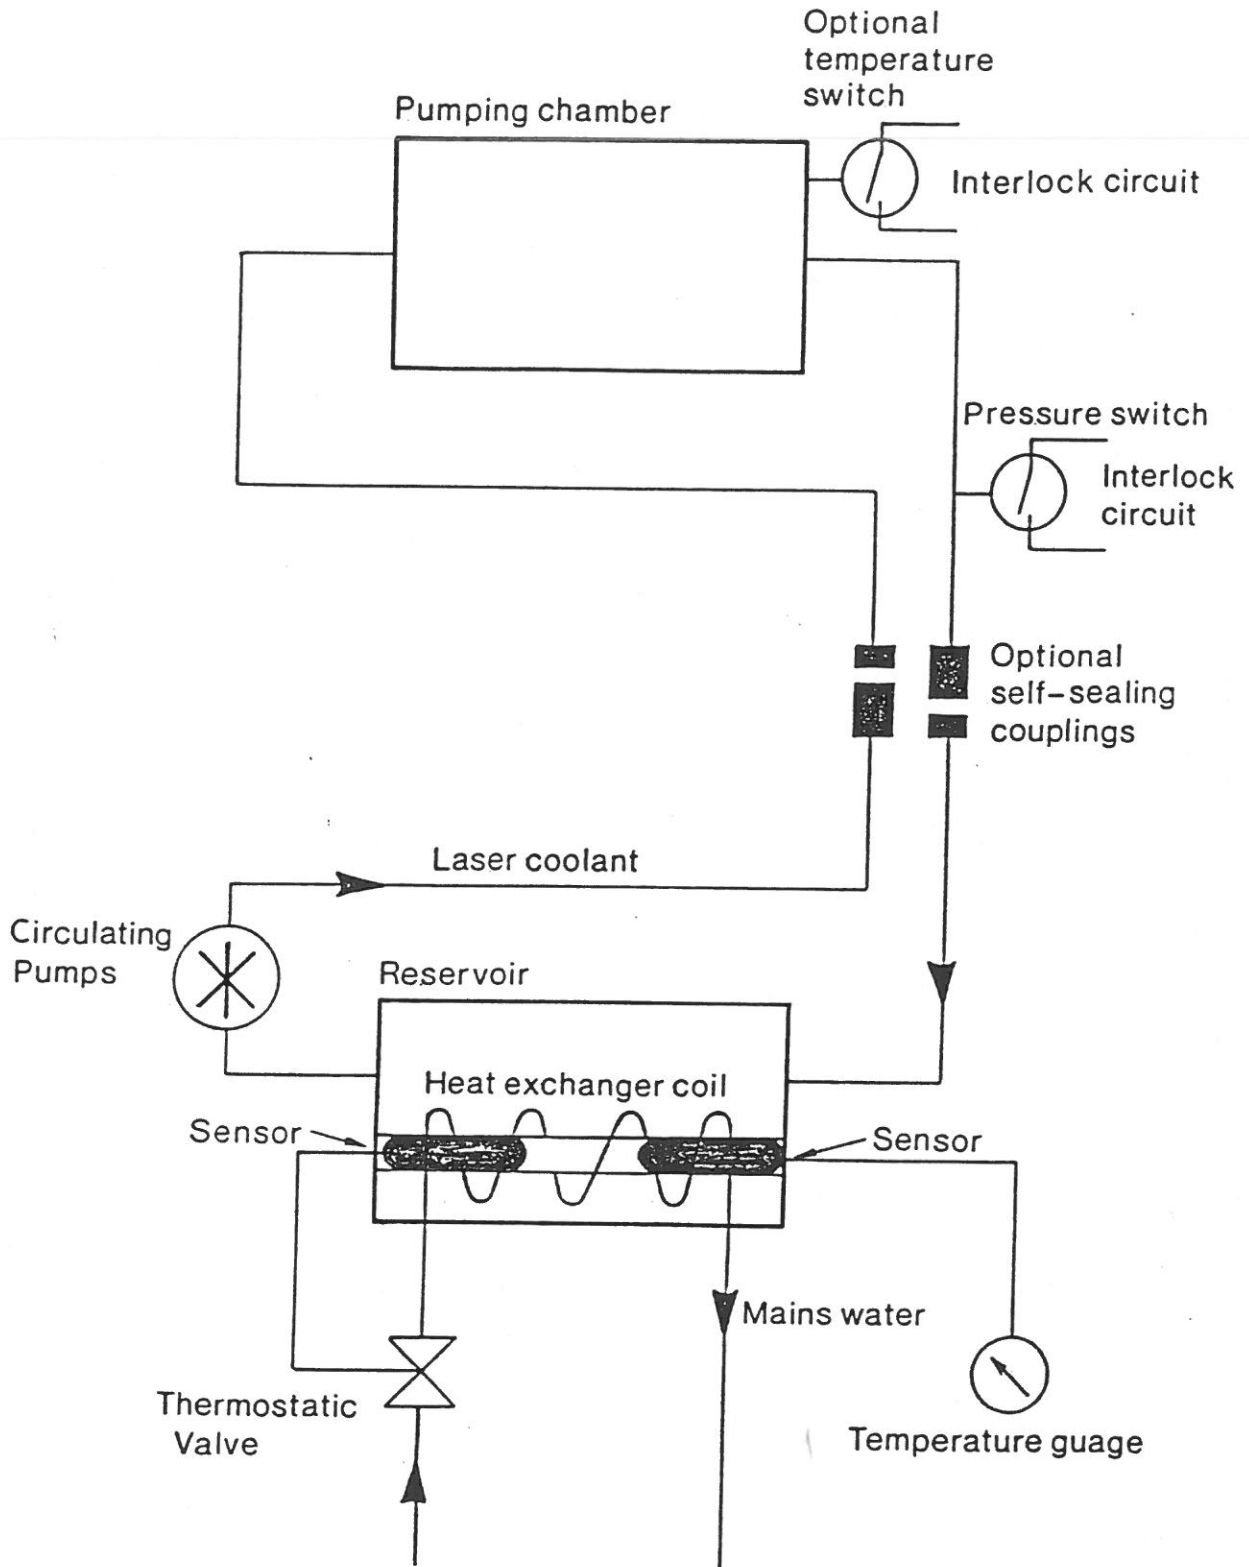 Optional
temperature
switch
Pumping chamber
Interlock circuit
Pressure switch
Interlock
circuit
Optional
self-sealing
couplings
Laser coolant
Circulating
Pumps
Reservoir
Heat exchanger coil
Sensor
Sensor
Mains water
Thermostatic
Valve
Temperature guage